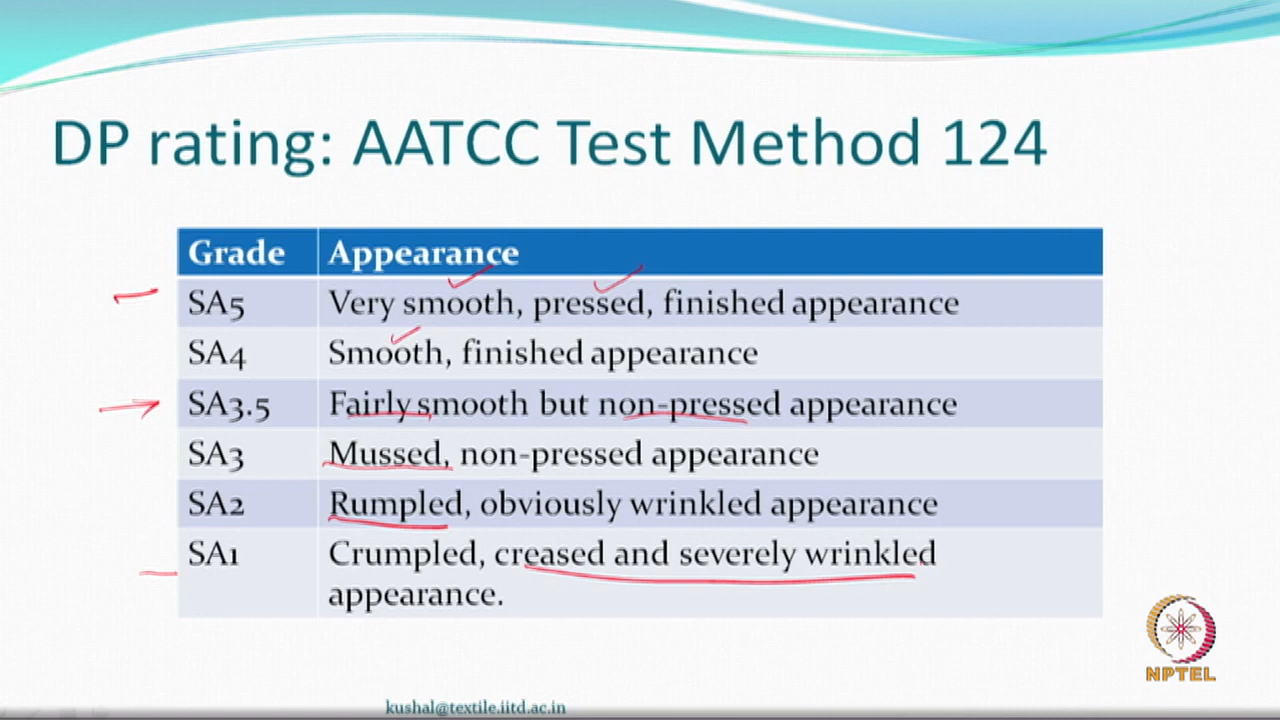 DP rating: AATCC Test Method 124
Grade Appearance
SA5 Very smooth, pressed, finished appearance
SA4 Smooth, finished appearance
SA3.5 Fairly smooth but non-pressed appearance
SA3 Mussed, non-pressed appearance
SA2 Rumpled, obviously wrinkled appearance
SA1 Crumpled, creased and severely wrinkled
appearance.
NPTEL
kushal@textile.iitd.ac.in